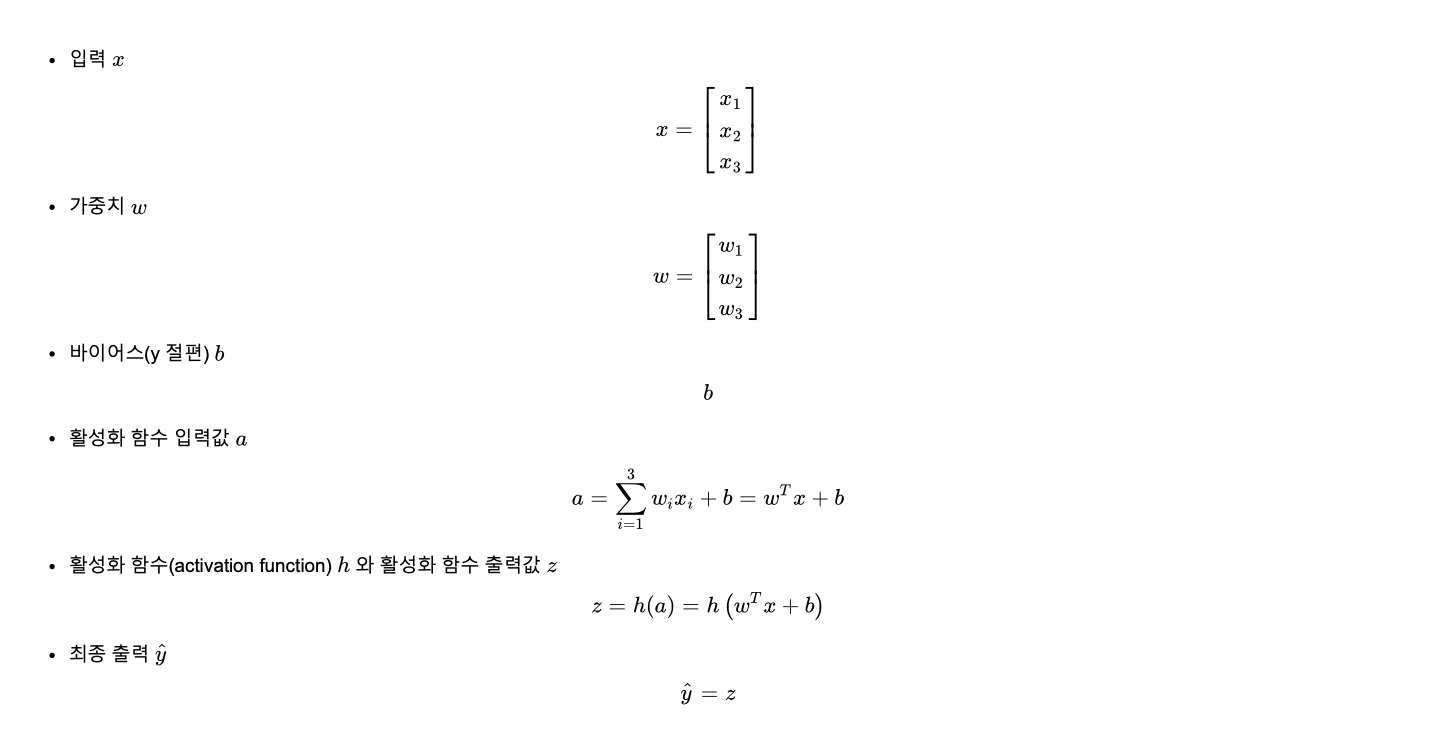 • 입력 $x$
$$x = \begin{bmatrix} x_1 \\ x_2 \\ x_3 \end{bmatrix}$$
• 가중치 $w$
$$w = \begin{bmatrix} w_1 \\ w_2 \\ w_3 \end{bmatrix}$$
• 바이어스(y 절편) $b$
$$b$$
• 활성화 함수 입력값 $a$
$$a = \sum_{i=1}^{3} w_i x_i + b = w^T x + b$$
• 활성화 함수(activation function) $h$ 와 활성화 함수 출력값 $z$
$$z = h(a) = h\left(w^T x + b\right)$$
• 최종 출력 $\hat{y}$
$$\hat{y} = z$$